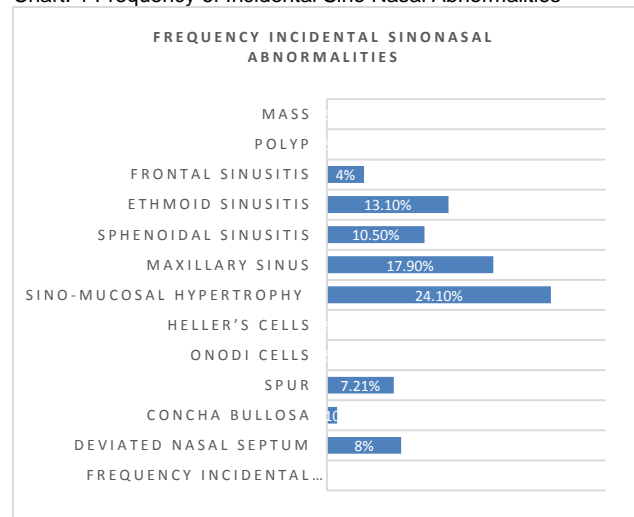 Chart: 1 Frequency of Incidental Sino Nasal Abnormalities
FREQUENCY INCIDENTAL SINONASAL
ABNORMALITIES
MASS
POLYP
FRONTAL SINUSITIS 4%
ETHMOID SINUSITIS 13.10%
SPHENOIDAL SINUSITIS 10.50%
MAXILLARY SINUS 17.90%
SINO-MUCOSAL HYPERTROPHY 24.10%
HELLER'S CELLS
ONODI CELLS
SPUR 7.21%
CONCHA BULLOSA
DEVIATED NASAL SEPTUM 8%
FREQUENCY INCIDENTAL…